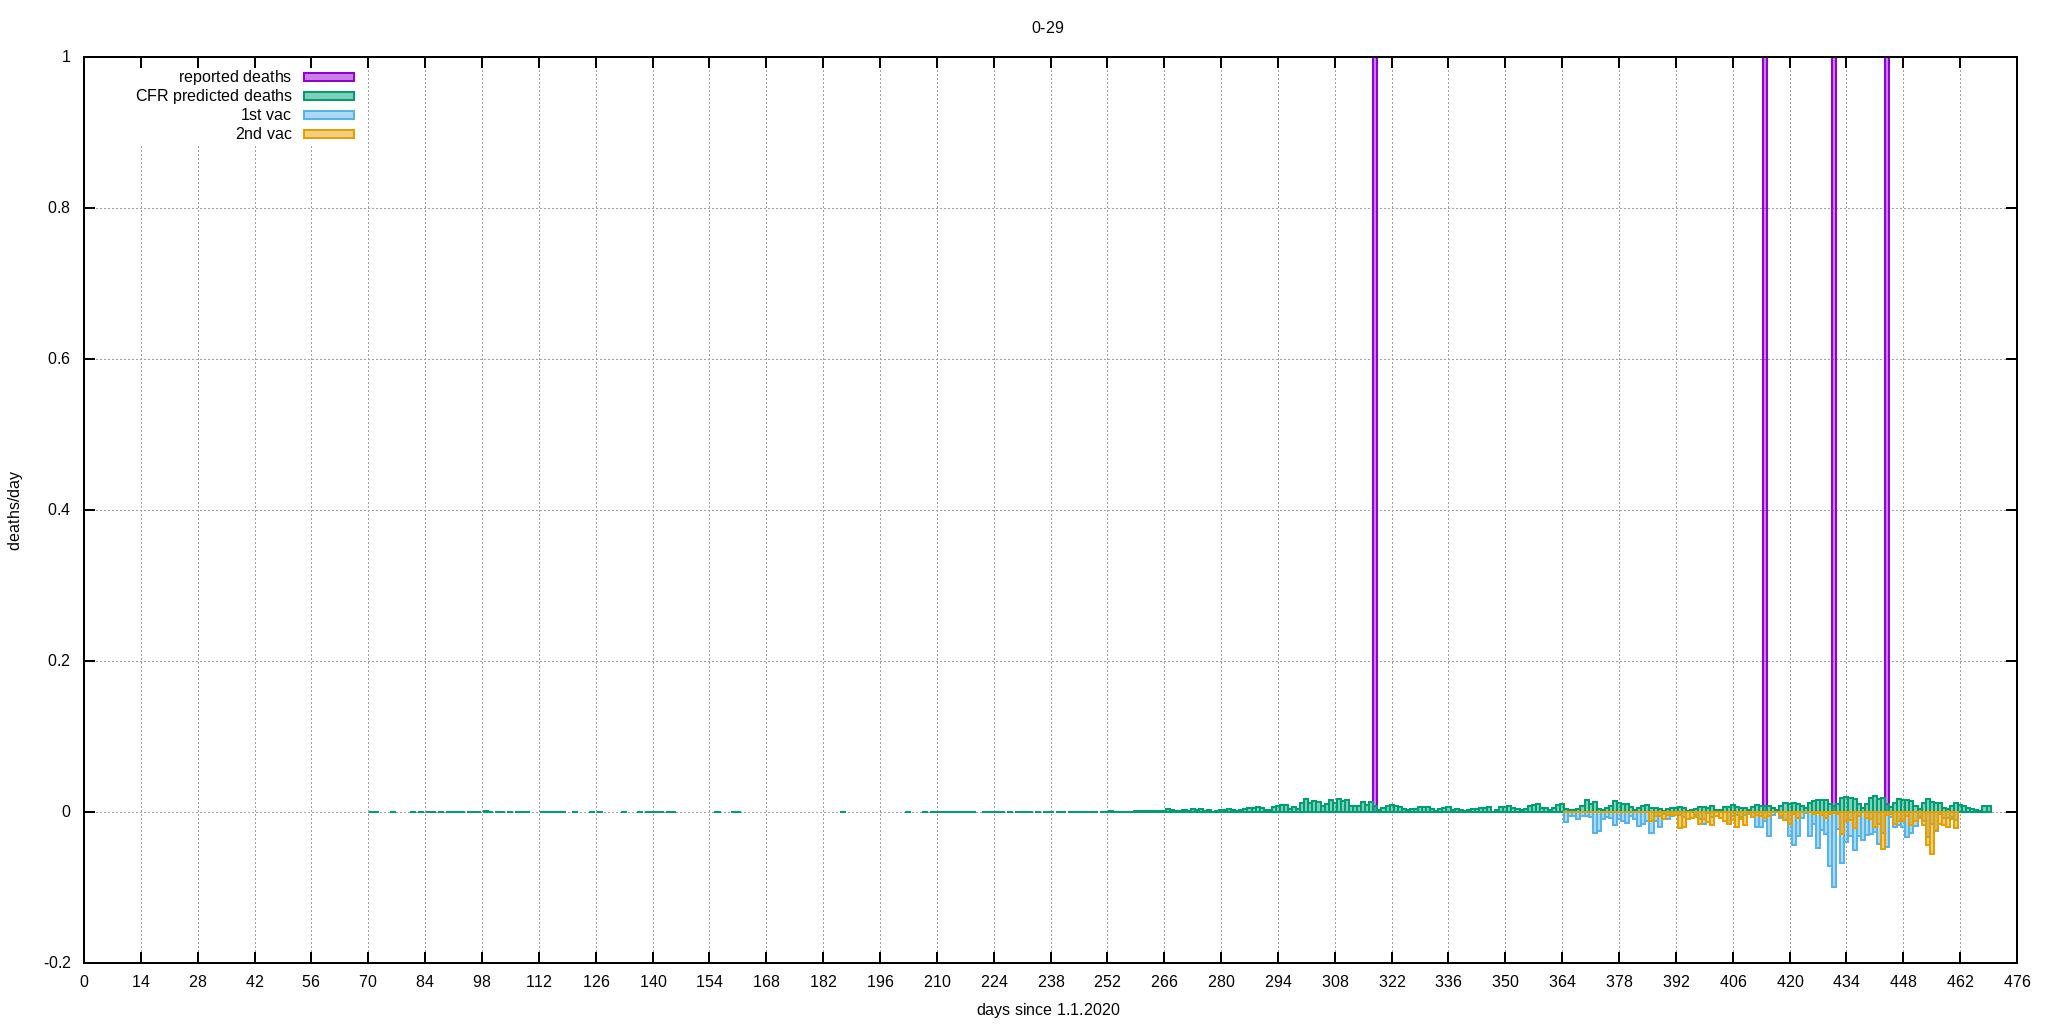 0-29
1
reported deaths
CFR predicted deaths
1st vac
2nd vac
0.8
0.6
0.4
0.2
0
-0.2
deaths/day
0 14 28 42 56 70 84 98 112 126 140 154 168 182 196 210 224 238 252 266 280 294 308 322 336 350 364 378 392 406 420 434 448 462 476
days since 1.1.2020